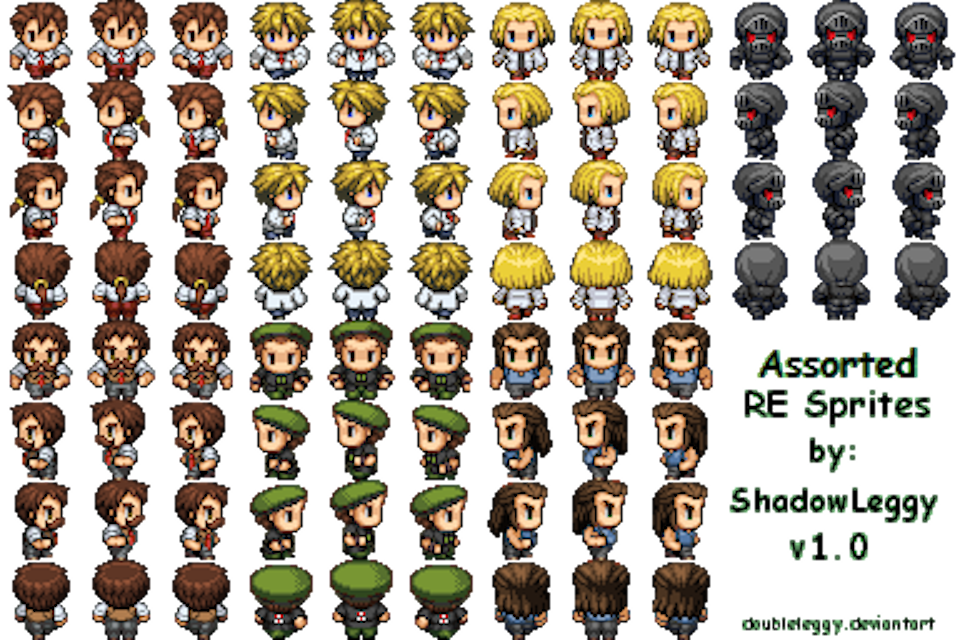 Assorted
RE Sprites
by:
ShadowLeggy
v1.0
doubleleggy.deviantart